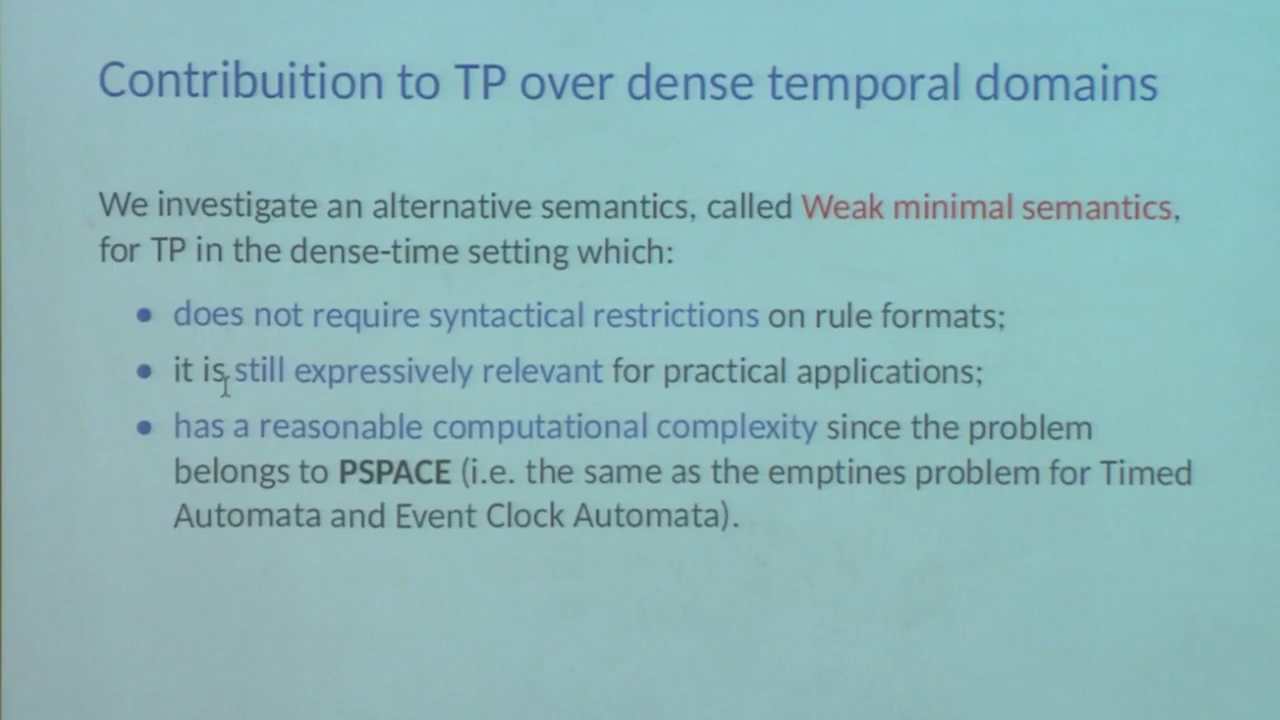 Contribuition to TP over dense temporal domains
We investigate an alternative semantics, called Weak minimal semantics,
for TP in the dense-time setting which:
• does not require syntactical restrictions on rule formats;
• it is still expressively relevant for practical applications;
• has a reasonable computational complexity since the problem
belongs to PSPACE (i.e. the same as the emptines problem for Timed
Automata and Event Clock Automata).